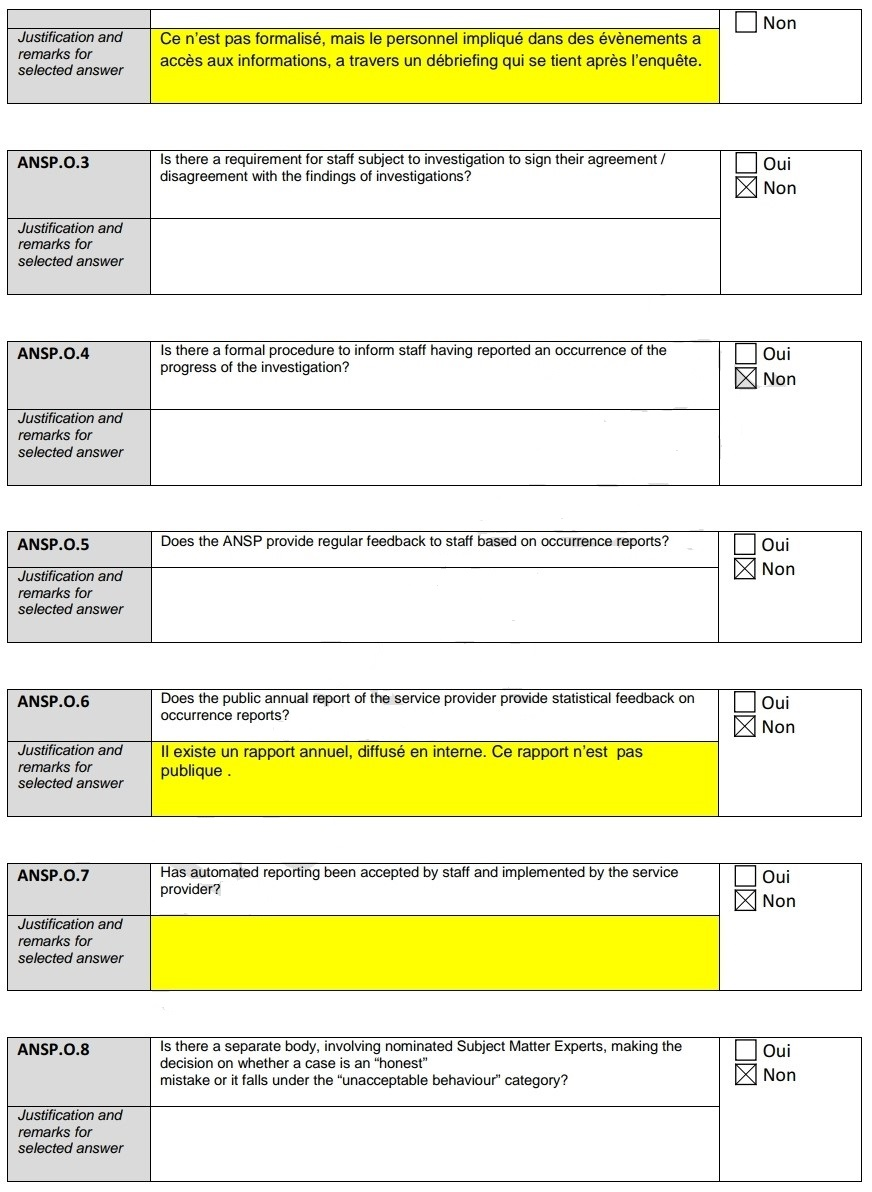 Non
Justification and
remarks for
selected answer
Ce n’est pas formalisé, mais le personnel impliqué dans des évènements a
accès aux informations, a travers un débriefing qui se tient après l’enquête.
ANSP.O.3
Is there a requirement for staff subject to investigation to sign their agreement /
disagreement with the findings of investigations?
Oui
Non
Justification and
remarks for
selected answer
ANSP.O.4
Is there a formal procedure to inform staff having reported an occurrence of the
progress of the investigation?
Oui
Non
Justification and
remarks for
selected answer
ANSP.O.5
Does the ANSP provide regular feedback to staff based on occurrence reports?
Oui
Non
Justification and
remarks for
selected answer
ANSP.O.6
Does the public annual report of the service provider provide statistical feedback on
occurrence reports?
Oui
Non
Justification and
remarks for
selected answer
Il existe un rapport annuel, diffusé en interne. Ce rapport n’est pas
publique .
ANSP.O.7
Has automated reporting been accepted by staff and implemented by the service
provider?
Oui
Non
Justification and
remarks for
selected answer
ANSP.O.8
Is there a separate body, involving nominated Subject Matter Experts, making the
decision on whether a case is an “honest”
mistake or it falls under the “unacceptable behaviour” category?
Oui
Non
Justification and
remarks for
selected answer